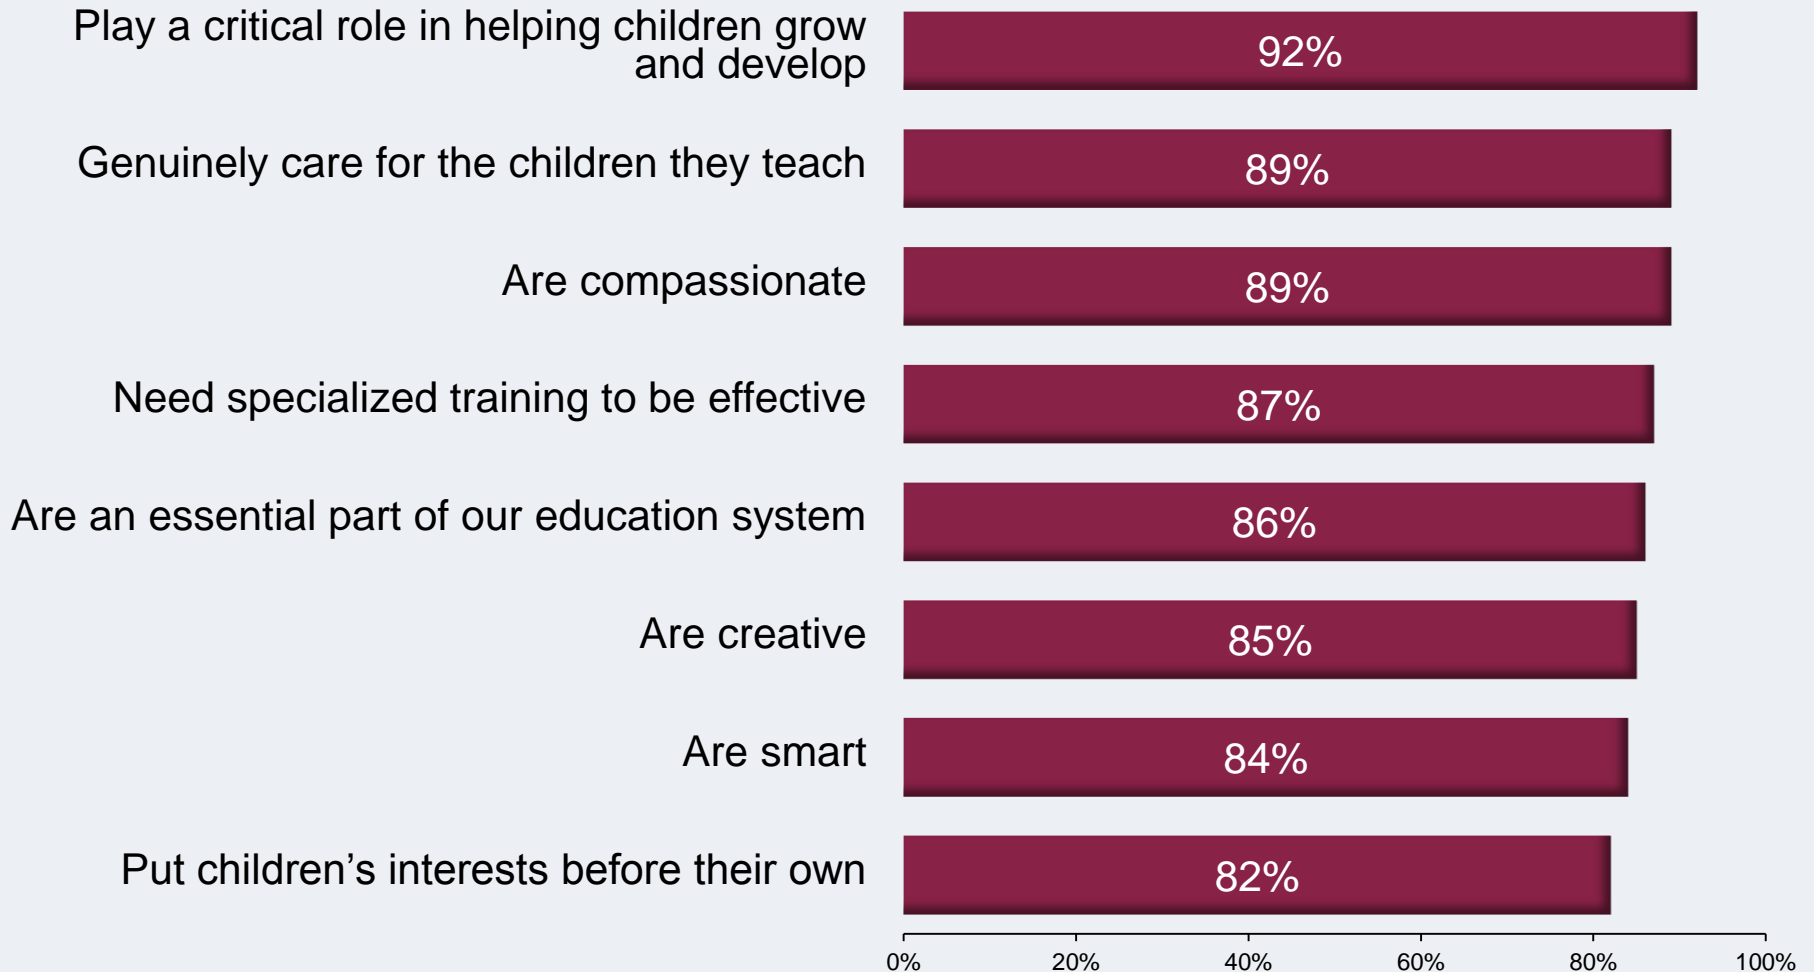 Play a critical role in helping children grow
and develop
92%
Genuinely care for the children they teach
89%
Are compassionate
89%
Need specialized training to be effective
87%
Are an essential part of our education system
86%
Are creative
85%
Are smart
84%
Put children’s interests before their own
82%
0% 20% 40% 60% 80% 100%